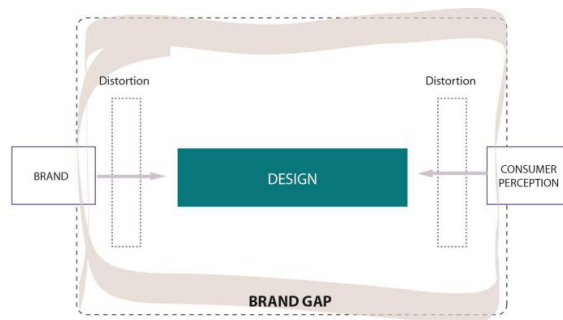 Distortion
Distortion
BRAND
DESIGN
CONSUMER
PERCEPTION
BRAND GAP